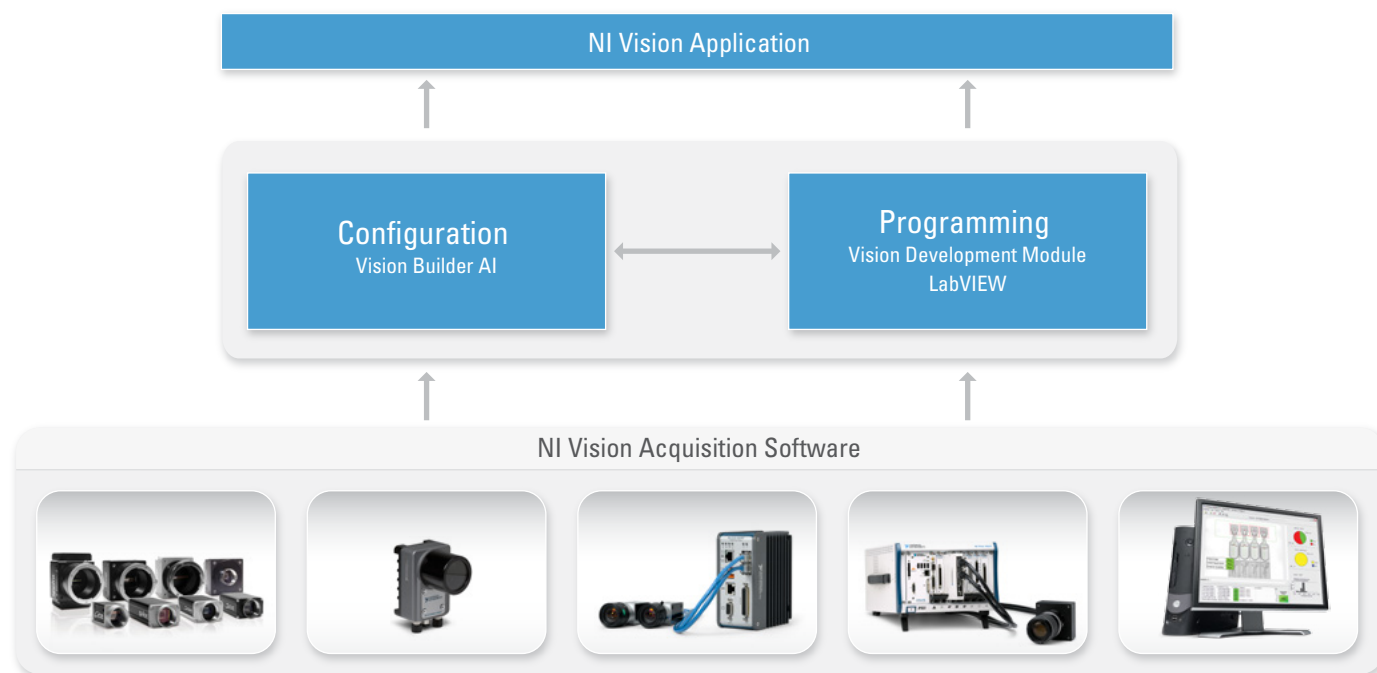 NI Vision Application
Configuration
Vision Builder AI
Programming
Vision Development Module
LabVIEW
NI Vision Acquisition Software